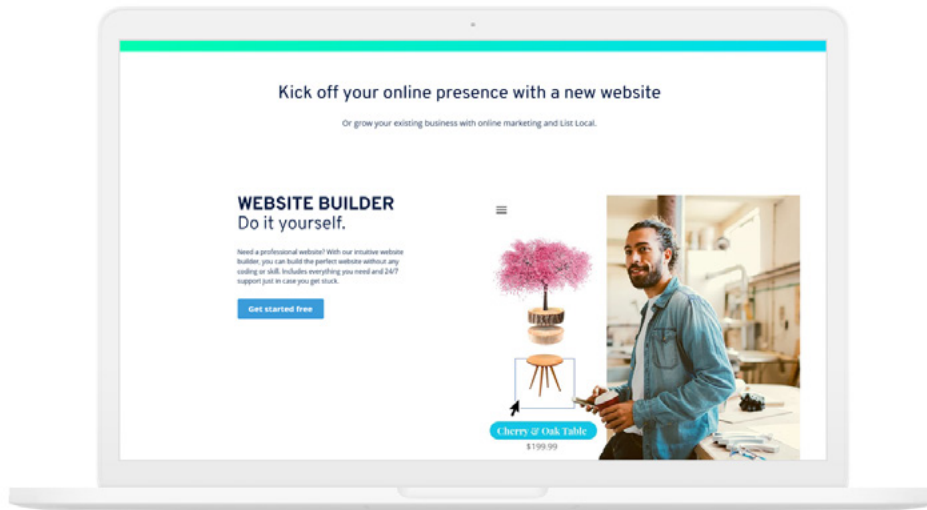 Kick off your online presence with a new website
Or grow your existing business with online marketing and List Local.
WEBSITE BUILDER
Do it yourself.
Need a professional website? With our intuitive website
builder, you can build the perfect website without any
coding or skill. Includes everything you need and 24/7
support just in case you get stuck.
Get started free
Cherry & Oak Table
$199.99